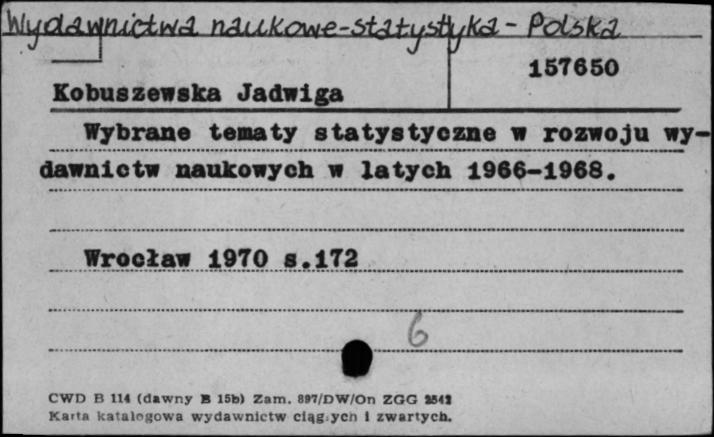 Wydawnictwa naukowe-statystyka - Polska
157650
Kobuszewska Jadwiga
Wybrane tematy statystyczne w rozwoju wy-
dawnictw naukowych w latych 1966-1968.
Wrocław 1970 s.172
6
CWD B 114 (dawny B 15b) Zam. 897/DW/On ZGG
Karta katalogowa wydawnictw ciągłych i zwartych.